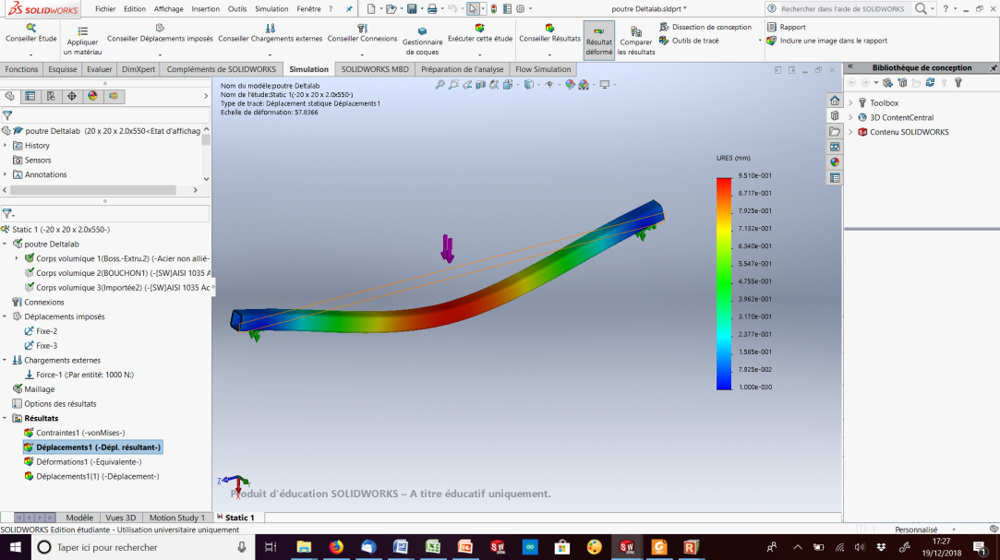 SOLIDWORKS
Fichier Edition Affichage Insertion Outils Simulation Fenêtre ?
poutre Deltalab.sldprt *
Rechercher dans l'aide de SOLIDWORKS
Conseiller Etude
Appliquer un matériau
Conseiller Déplacements imposés
Conseiller Chargements externes
Conseiller Connexions
Gestionnaire de coques
Exécuter cette étude
Conseiller Résultats
Résultat déformé
Comparer les résultats
Dissection de conception
Outils de tracé
Rapport
Inclure une image dans le rapport
Fonctions Esquisse Evaluer DimXpert Compléments de SOLIDWORKS Simulation SOLIDWORKS MBD Préparation de l'analyse Flow Simulation
poutre Deltalab (20 x 20 x 2.0x550<Etat d'affichag
History
Sensors
Annotations
Static 1 (-20 x 20 x 2.0x550-)
poutre Deltalab
Corps volumique 1(Boss.-Extru.2) (-Acier non allié-
Corps volumique 2(BOUCHON1) (-[SW]AISI 1035 A
Corps volumique 3(Importée2) (-[SW]AISI 1035 Ac
Connexions
Déplacements imposés
Fixe-2
Fixe-3
Chargements externes
Force-1 (:Par entité: 1000 N:)
Maillage
Options des résultats
Résultats
Contraintes1 (-vonMises-)
Déplacements1 (-Dépl. résultant-)
Déformations1 (-Equivalente-)
Déplacements1(1) (-Déplacement-)
Nom du modèle:poutre Deltalab
Nom de l'étude:Static 1(-20 x 20 x 2.0x550-)
Type de tracé: Déplacement statique Déplacements1
Echelle de déformation: 57.8366
URES (mm)
9.510e-001
8.717e-001
7.925e-001
7.132e-001
6.340e-001
5.547e-001
4.755e-001
3.962e-001
3.170e-001
2.377e-001
1.585e-001
7.925e-002
1.000e-030
Z
Produit d'éducation SOLIDWORKS – A titre éducatif uniquement.
Bibliothèque de conception
Toolbox
3D ContentCentral
Contenu SOLIDWORKS
Modèle Vues 3D Motion Study 1 Static 1
SOLIDWORKS Edition étudiante - Utilisation universitaire uniquement
Personnalisé
Taper ici pour rechercher
17:27
19/12/2018